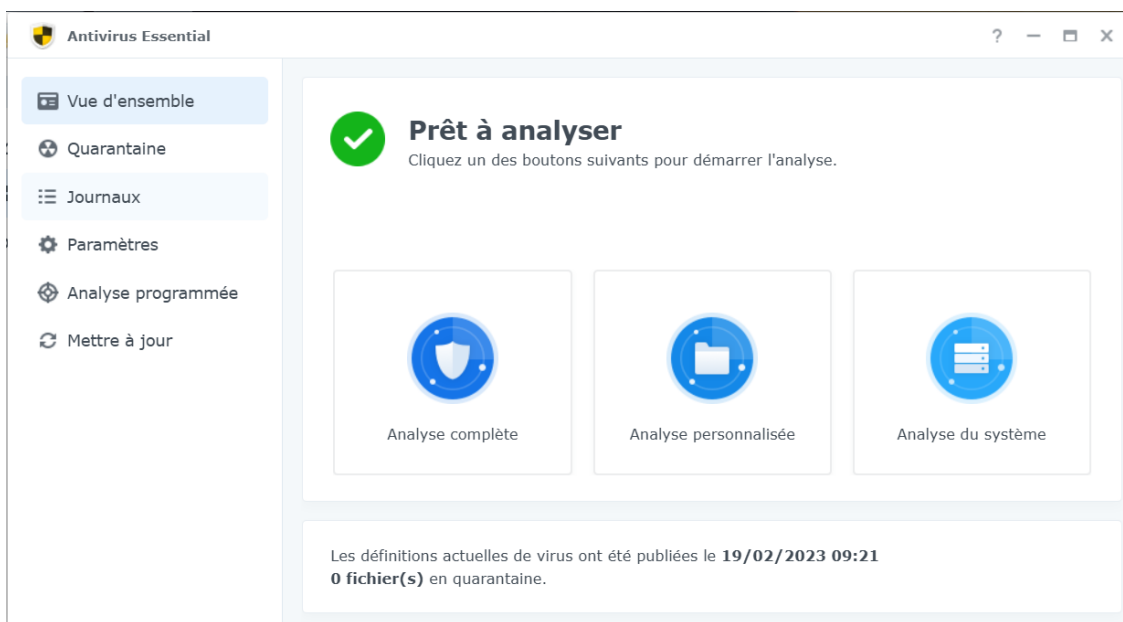 Antivirus Essential
Vue d'ensemble
Quarantaine
Journaux
Paramètres
Analyse programmée
Mettre à jour
Prêt à analyser
Cliquez un des boutons suivants pour démarrer l'analyse.
Analyse complète
Analyse personnalisée
Analyse du système
Les définitions actuelles de virus ont été publiées le 19/02/2023 09:21
0 fichier(s) en quarantaine.